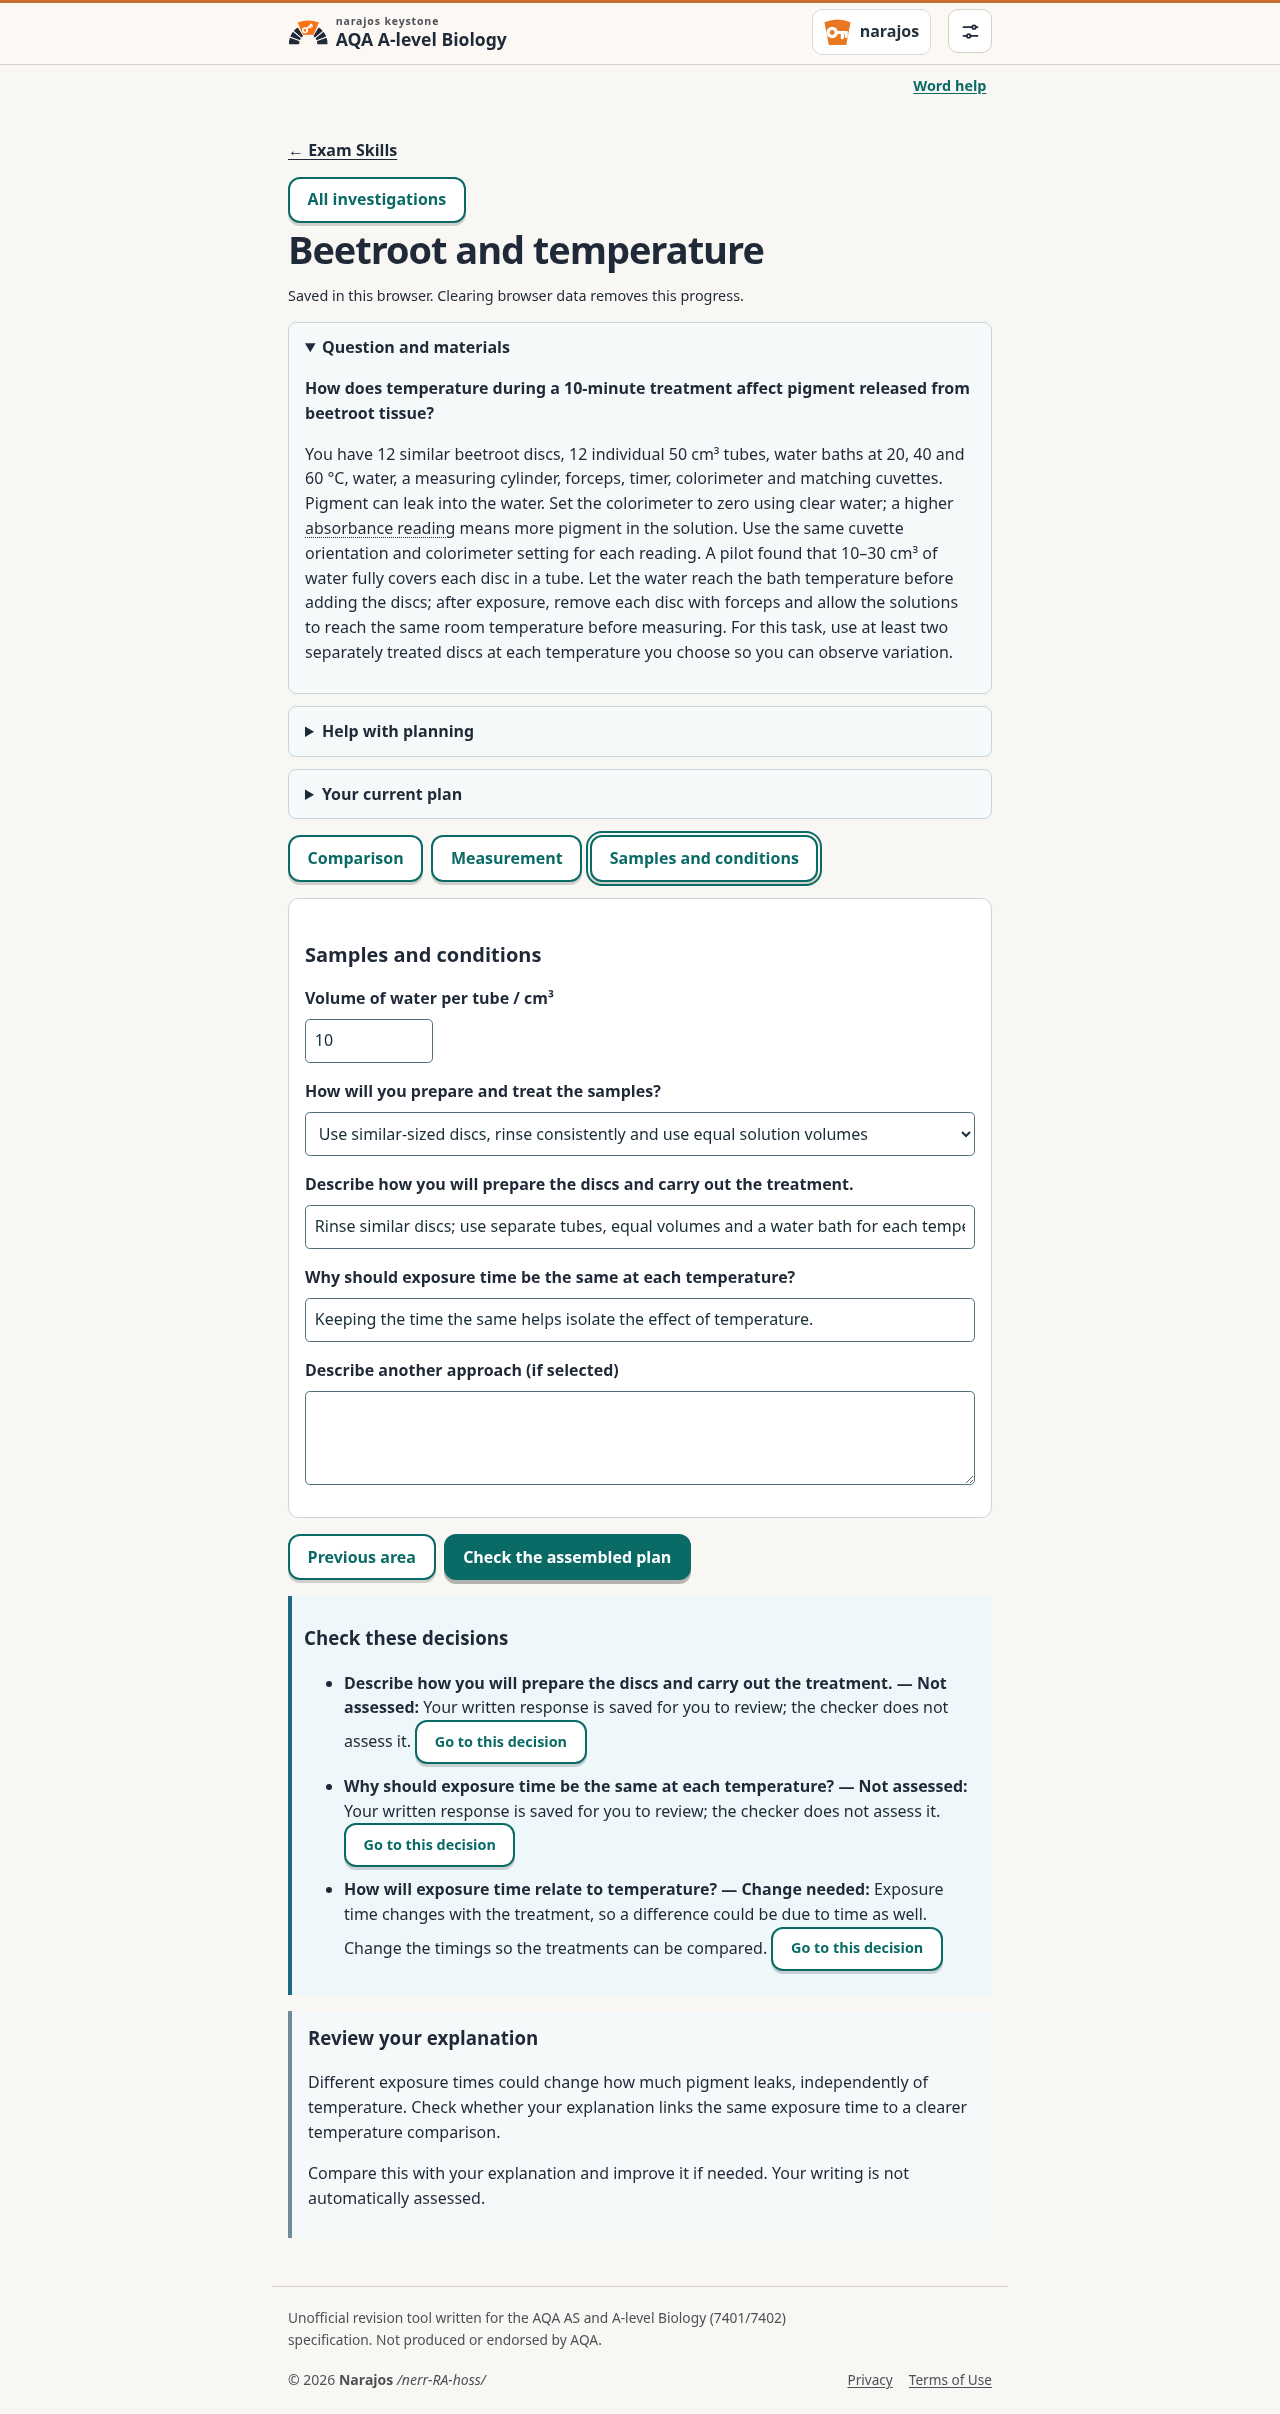 narajos keystone
AQA A-level Biology
narajos
Word help
← Exam Skills
All investigations
Beetroot and temperature
Saved in this browser. Clearing browser data removes this progress.
▼ Question and materials
How does temperature during a 10-minute treatment affect pigment released from
beetroot tissue?
You have 12 similar beetroot discs, 12 individual 50 cm³ tubes, water baths at 20, 40 and
60 °C, water, a measuring cylinder, forceps, timer, colorimeter and matching cuvettes.
Pigment can leak into the water. Set the colorimeter to zero using clear water; a higher
absorbance reading means more pigment in the solution. Use the same cuvette
orientation and colorimeter setting for each reading. A pilot found that 10–30 cm³ of
water fully covers each disc in a tube. Let the water reach the bath temperature before
adding the discs; after exposure, remove each disc with forceps and allow the solutions
to reach the same room temperature before measuring. For this task, use at least two
separately treated discs at each temperature you choose so you can observe variation.
▶ Help with planning
▶ Your current plan
Comparison Measurement Samples and conditions
Samples and conditions
Volume of water per tube / cm³
10
How will you prepare and treat the samples?
Use similar-sized discs, rinse consistently and use equal solution volumes
Describe how you will prepare the discs and carry out the treatment.
Rinse similar discs; use separate tubes, equal volumes and a water bath for each tempe
Why should exposure time be the same at each temperature?
Keeping the time the same helps isolate the effect of temperature.
Describe another approach (if selected)
Previous area Check the assembled plan
Check these decisions
• Describe how you will prepare the discs and carry out the treatment. — Not
assessed: Your written response is saved for you to review; the checker does not
assess it. Go to this decision
• Why should exposure time be the same at each temperature? — Not assessed:
Your written response is saved for you to review; the checker does not assess it.
Go to this decision
• How will exposure time relate to temperature? — Change needed: Exposure
time changes with the treatment, so a difference could be due to time as well.
Change the timings so the treatments can be compared. Go to this decision
Review your explanation
Different exposure times could change how much pigment leaks, independently of
temperature. Check whether your explanation links the same exposure time to a clearer
temperature comparison.
Compare this with your explanation and improve it if needed. Your writing is not
automatically assessed.
Unofficial revision tool written for the AQA AS and A-level Biology (7401/7402)
specification. Not produced or endorsed by AQA.
© 2026 Narajos /nerr-RA-hoss/ Privacy Terms of Use